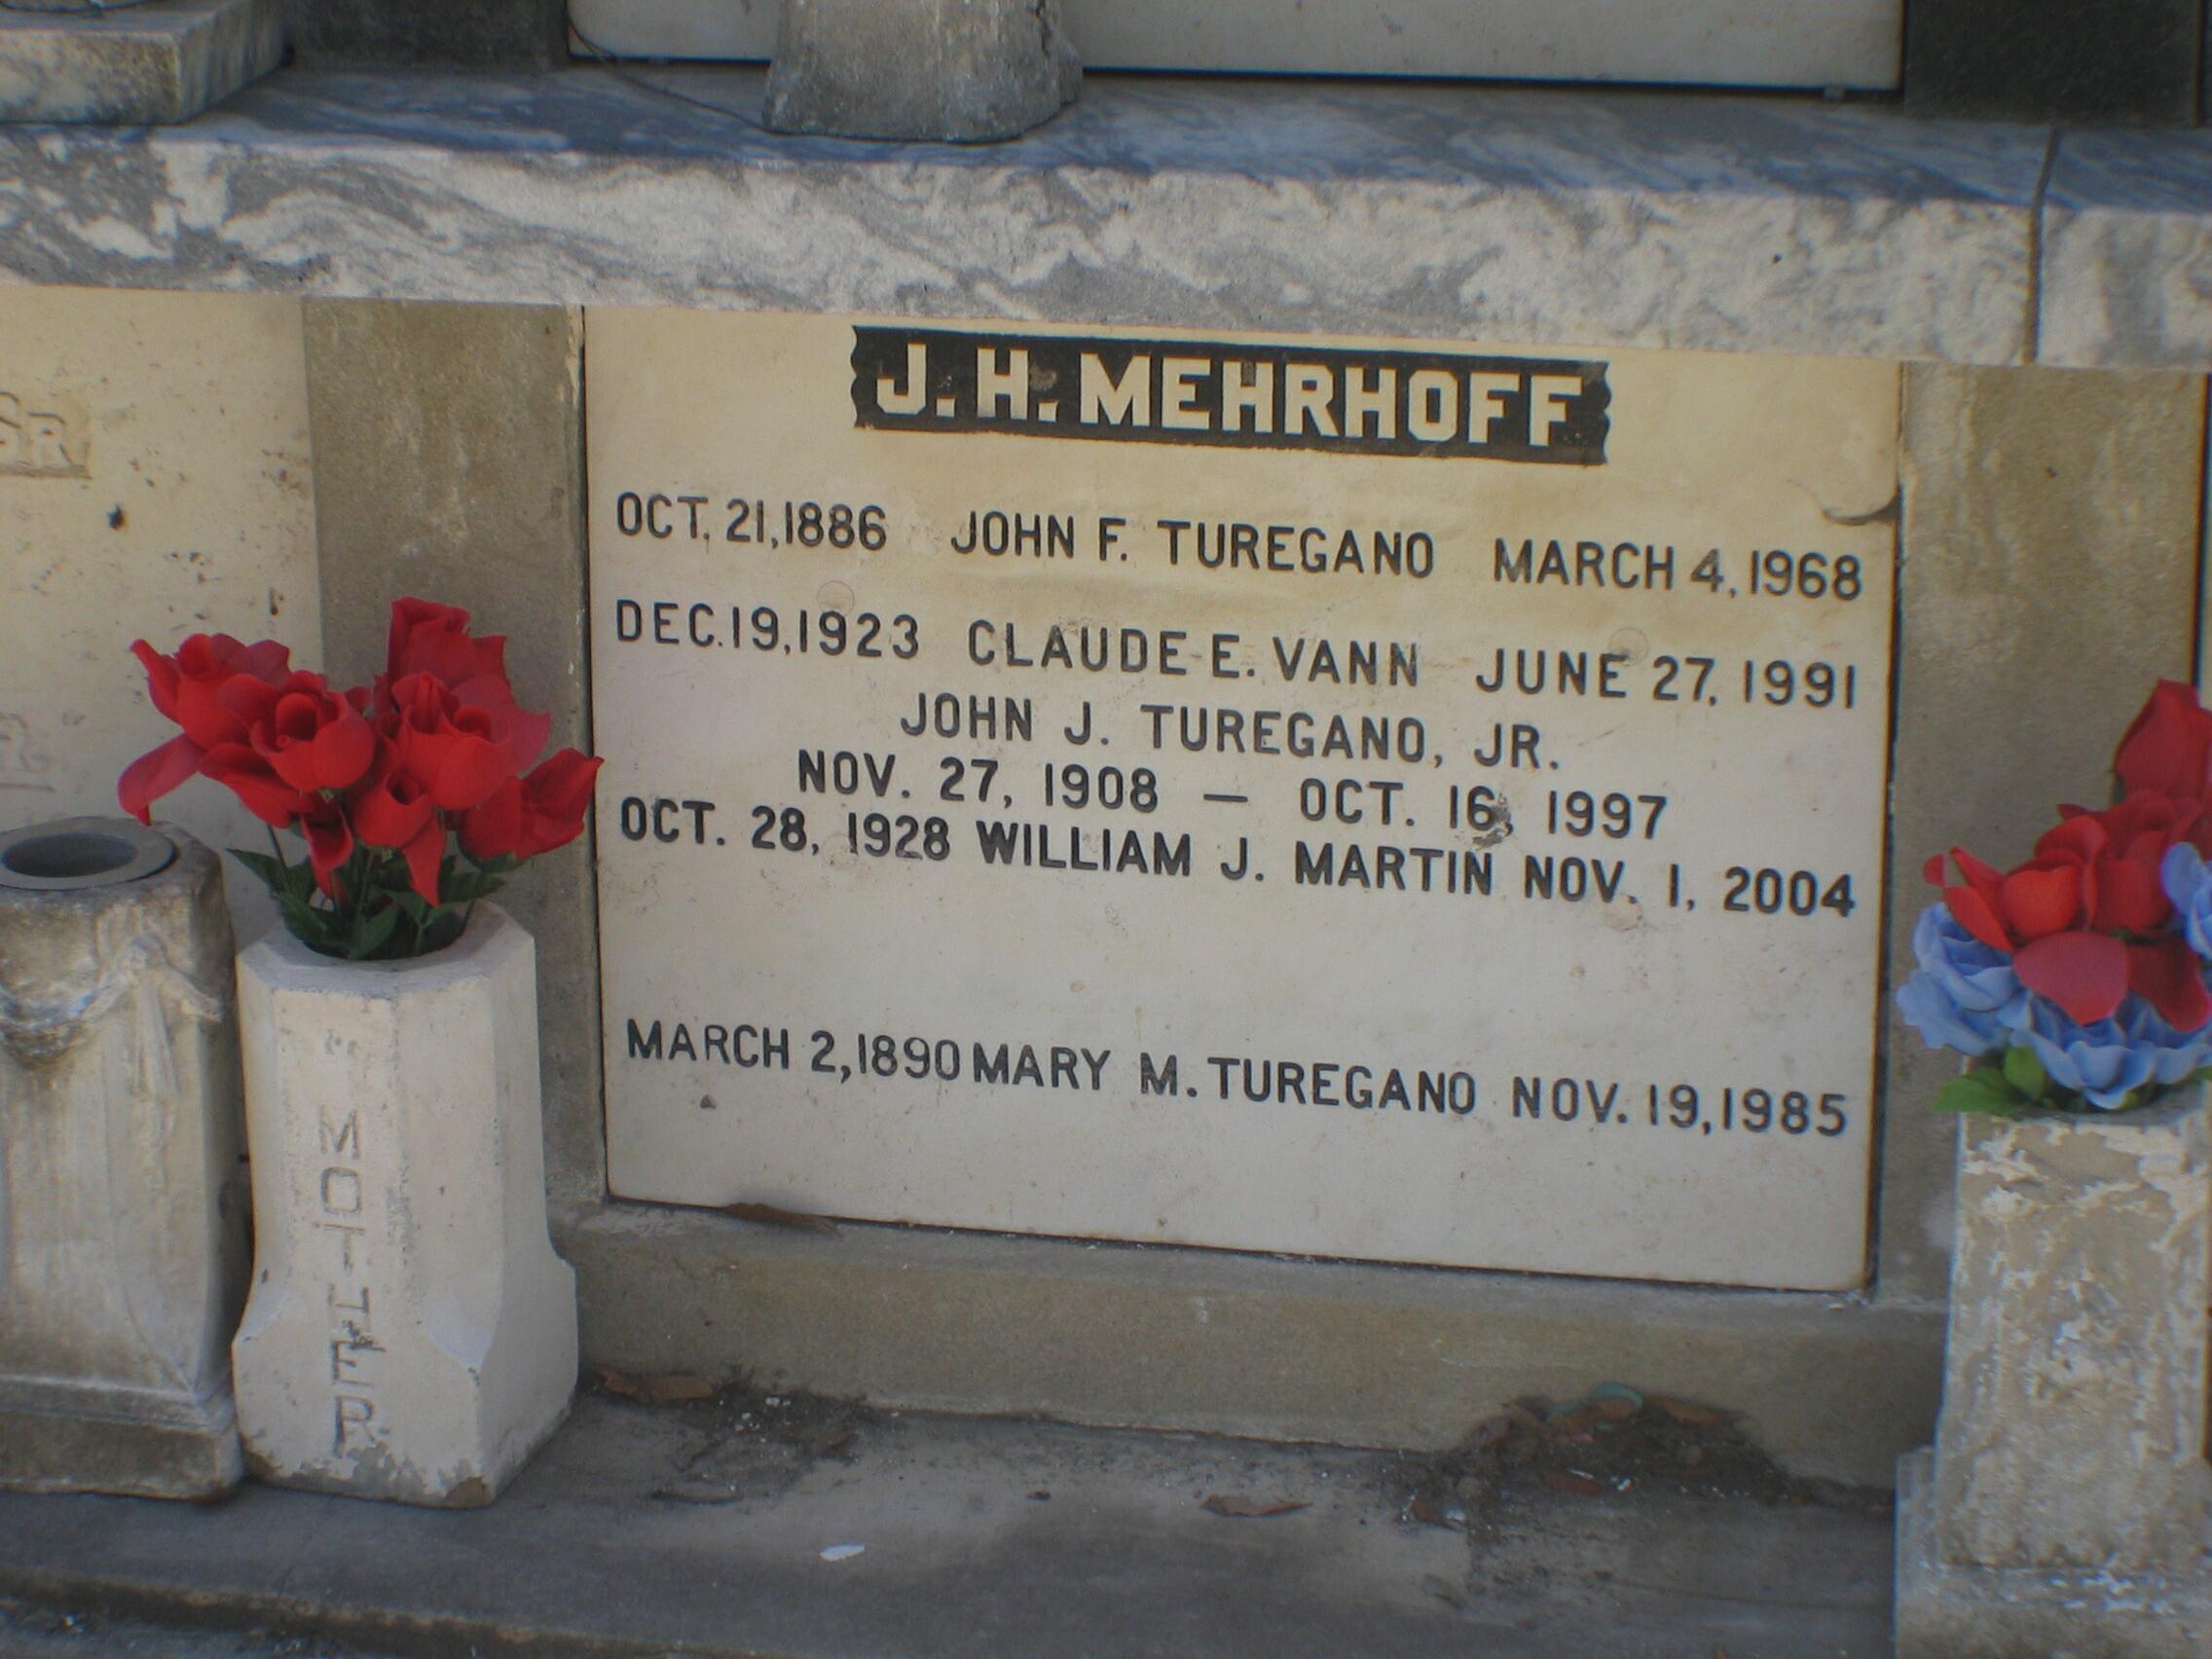 J. H. MEHRHOFF
OCT. 21, 1886 JOHN F. TUREGANO MARCH 4, 1968
DEC. 19, 1923 CLAUDE E. VANN JUNE 27, 1991
JOHN J. TUREGANO, JR.
NOV. 27, 1908 — OCT. 16, 1997
OCT. 28, 1928 WILLIAM J. MARTIN NOV. 1, 2004
MARCH 2, 1890 MARY M. TUREGANO NOV. 19, 1985
MOTHER
SR